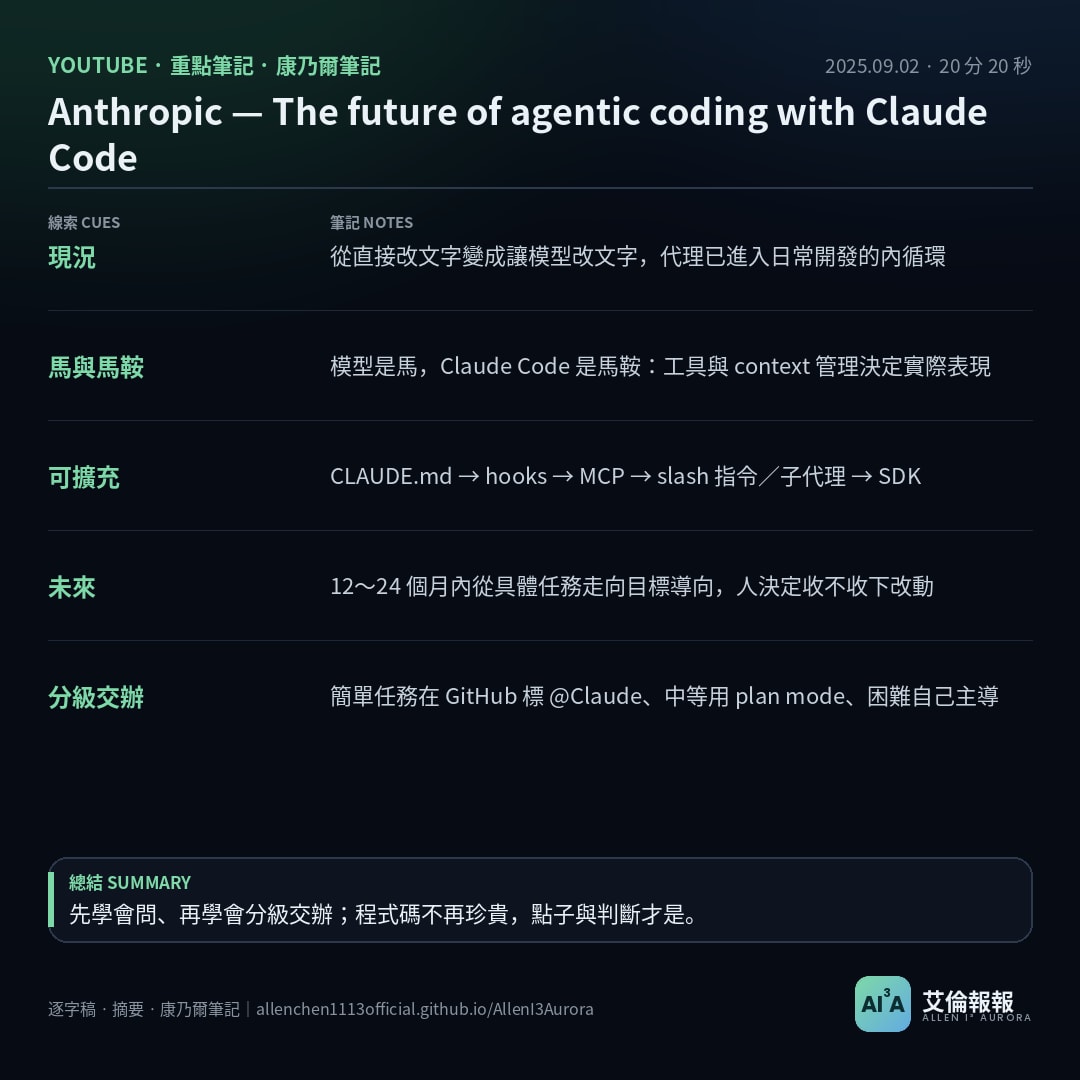 YOUTUBE · 重點筆記 · 康乃爾筆記
2025.09.02 · 20 分 20 秒
Anthropic — The future of agentic coding with Claude
Code
線索 CUES
筆記 NOTES
現況
從直接改文字變成讓模型改文字，代理已進入日常開發的內循環
馬與馬鞍
模型是馬，Claude Code 是馬鞍：工具與 context 管理決定實際表現
可擴充
CLAUDE.md → hooks → MCP → slash 指令／子代理 → SDK
未來
12～24 個月內從具體任務走向目標導向，人決定收不收下改動
分級交辦
簡單任務在 GitHub 標 @Claude、中等用 plan mode、困難自己主導
總結 SUMMARY
先學會問、再學會分級交辦；程式碼不再珍貴，點子與判斷才是。
逐字稿 · 摘要 · 康乃爾筆記｜allenchen1113official.github.io/AllenI3Aurora
AI³A
艾倫報報
ALLEN I³ AURORA